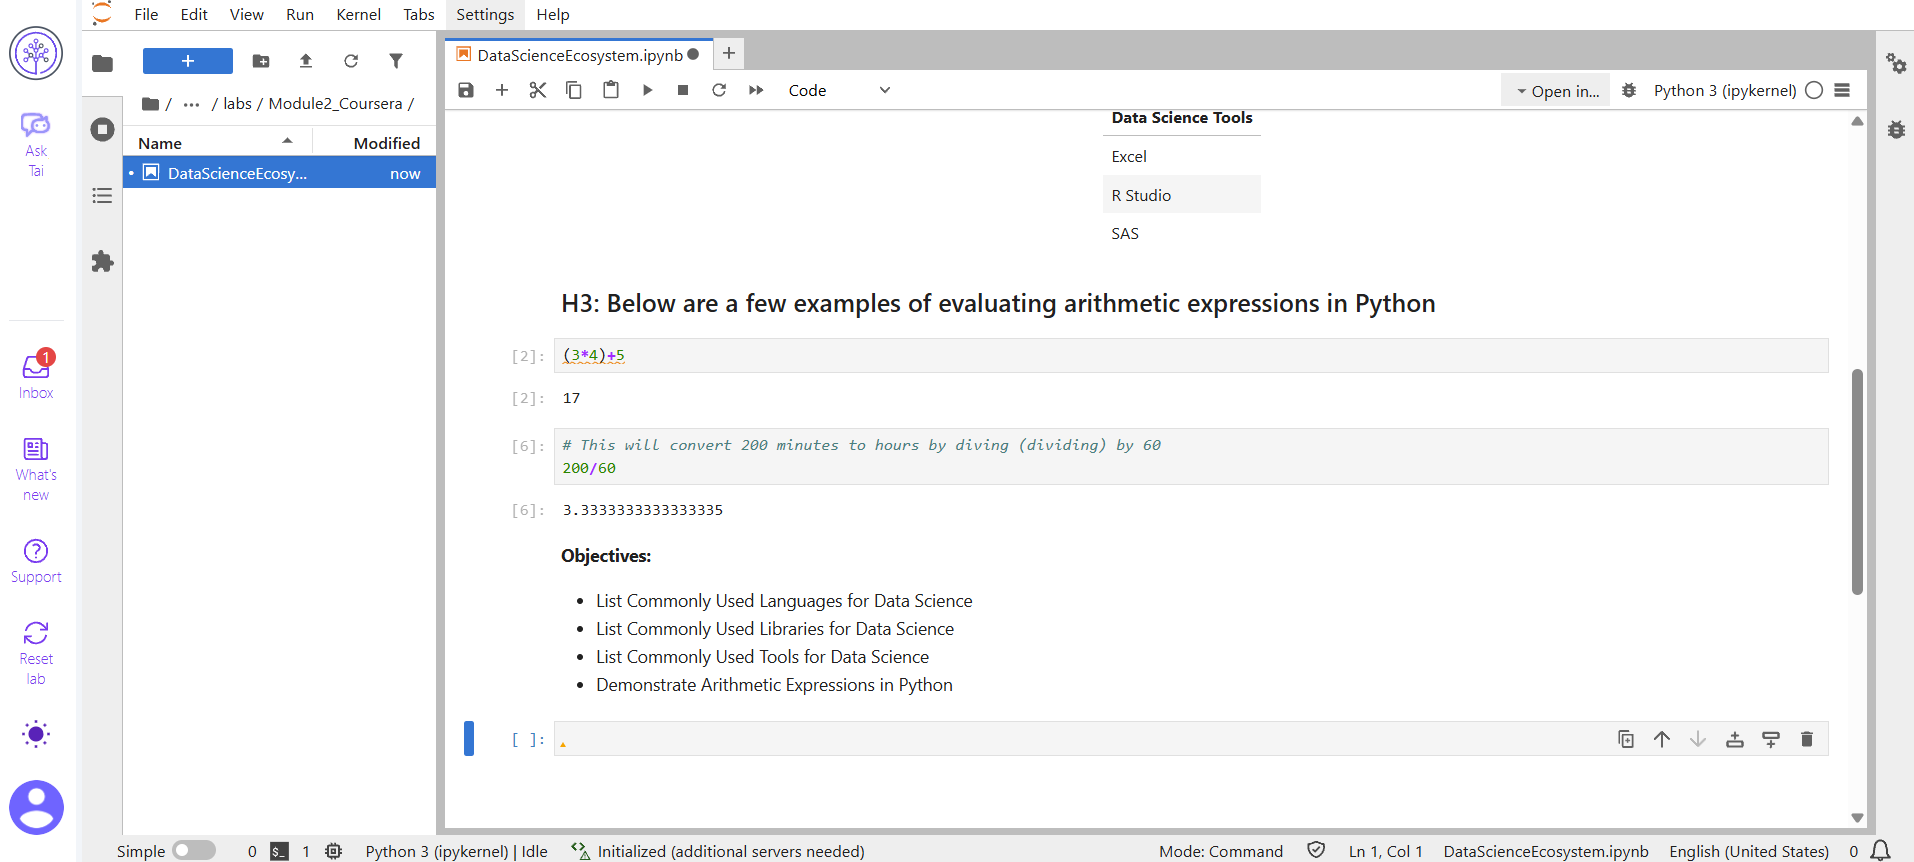 File Edit View Run Kernel Tabs Settings Help
Ask
Tai
Inbox
1
What's
new
Support
Reset
lab
+
/ ··· / labs / Module2_Coursera /
Name Modified
DataScienceEcosy... now
DataScienceEcosystem.ipynb
+
Code
Open in...
Python 3 (ipykernel)
Data Science Tools
Excel
R Studio
SAS
H3: Below are a few examples of evaluating arithmetic expressions in Python
[2]: (3*4)+5
[2]: 17
[6]: # This will convert 200 minutes to hours by diving (dividing) by 60
200/60
[6]: 3.3333333333333335
Objectives:
• List Commonly Used Languages for Data Science
• List Commonly Used Libraries for Data Science
• List Commonly Used Tools for Data Science
• Demonstrate Arithmetic Expressions in Python
[ ]:
Simple 0 $_ 1 Python 3 (ipykernel) | Idle Initialized (additional servers needed) Mode: Command Ln 1, Col 1 DataScienceEcosystem.ipynb English (United States) 0